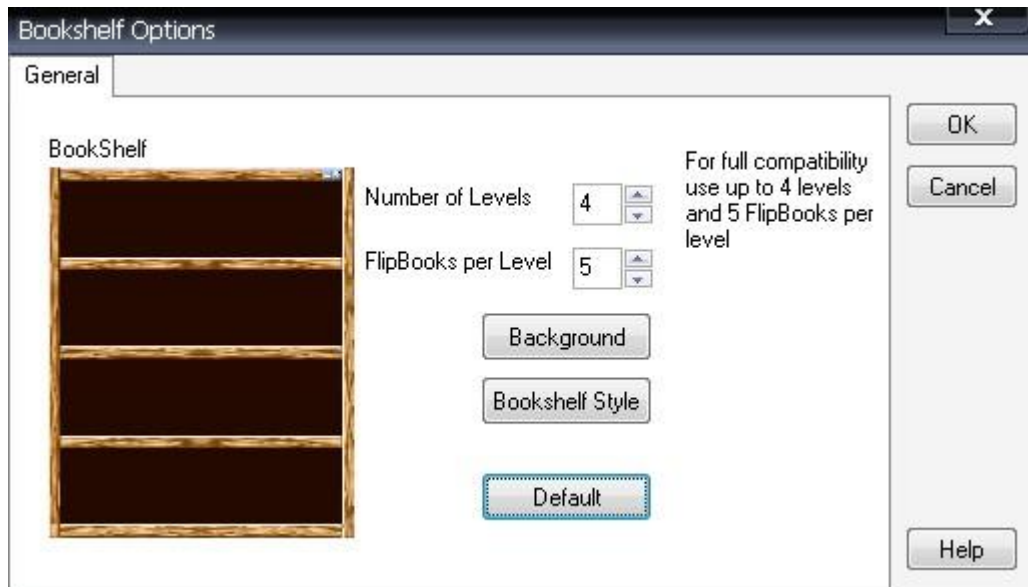 Bookshelf Options
X
General
BookShelf
Number of Levels
4
FlipBooks per Level
5
For full compatibility
use up to 4 levels
and 5 FlipBooks per
level
Background
Bookshelf Style
Default
OK
Cancel
Help